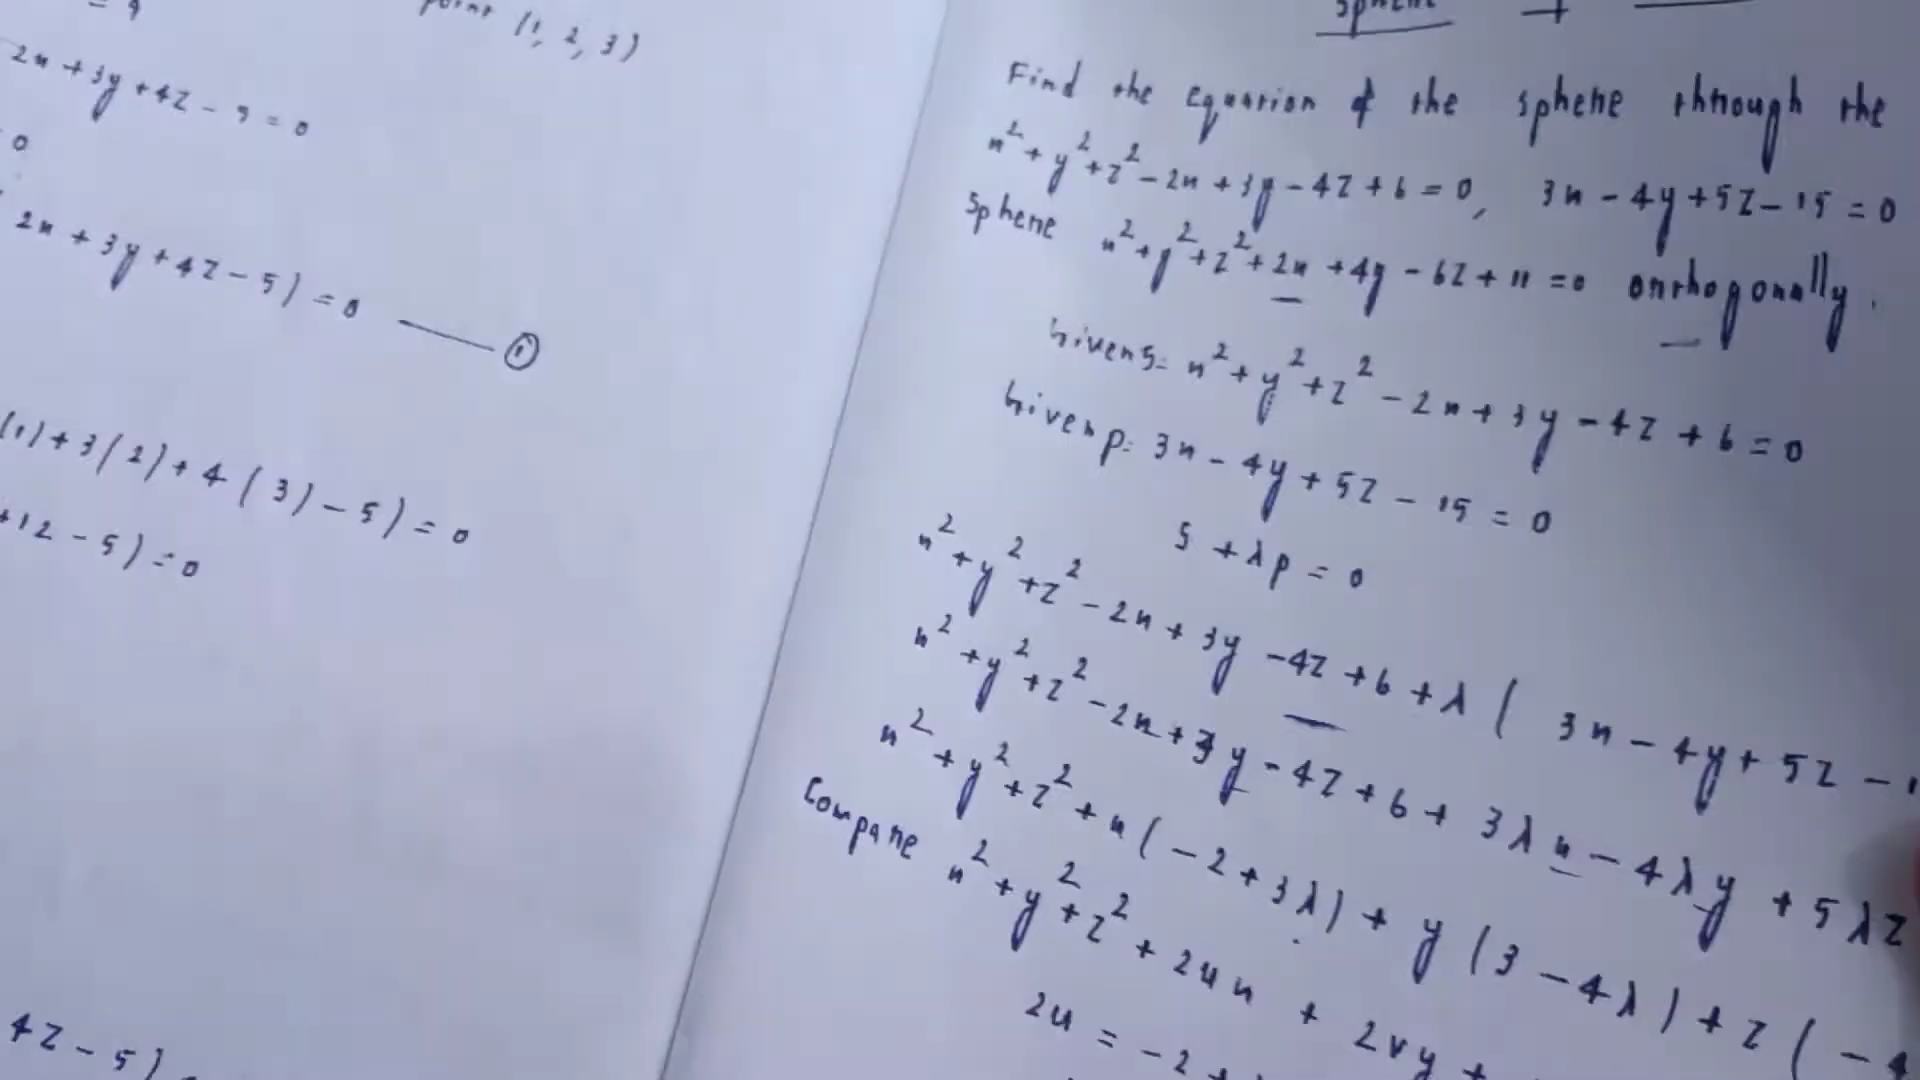 = 9
point (1, 2, 3)
2x + 3y + 4z - 5 = 0
0
2x + 3y + 4z - 5) = 0 —— ①
(1) + 3(2) + 4(3) - 5) = 0
+12 - 5) = 0
4z - 5)
Sphere
Find the equation of the sphere through the
x² + y² + z² - 2x + 3y - 4z + 6 = 0, 3x - 4y + 5z - 15 = 0
Sphere x² + y² + z² + 2x + 4y - 6z + 11 = 0 orthogonally.
Given S = x² + y² + z² - 2x + 3y - 4z + 6 = 0
Given p = 3x - 4y + 5z - 15 = 0
S + λp = 0
x² + y² + z² - 2x + 3y - 4z + 6 + λ( 3x - 4y + 5z - 1
x² + y² + z² - 2x + 3y - 4z + 6 + 3λx - 4λy + 5λz
x² + y² + z² + x(-2 + 3λ) + y(3 - 4λ) + z(-4
Compare x² + y² + z² + 2ux + 2vy +
2u = -2 +